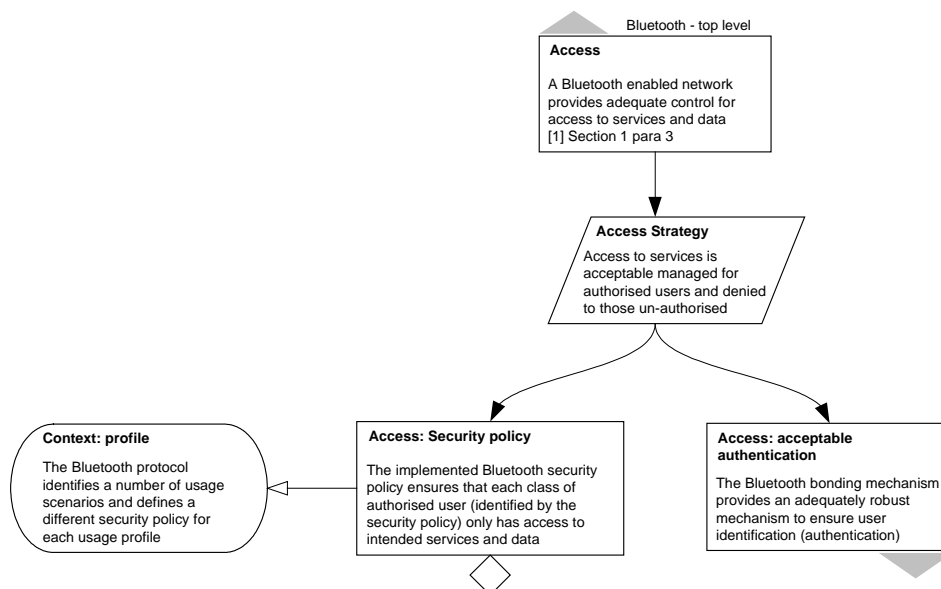 Bluetooth - top level
Access
A Bluetooth enabled network
provides adequate control for
access to services and data
[1] Section 1 para 3
Access Strategy
Access to services is
acceptable managed for
authorised users and denied
to those un-authorised
Context: profile
The Bluetooth protocol
identifies a number of usage
scenarios and defines a
different security policy for
each usage profile
Access: Security policy
The implemented Bluetooth security
policy ensures that each class of
authorised user (identified by the
security policy) only has access to
intended services and data
Access: acceptable
authentication
The Bluetooth bonding mechanism
provides an adequately robust
mechanism to ensure user
identification (authentication)